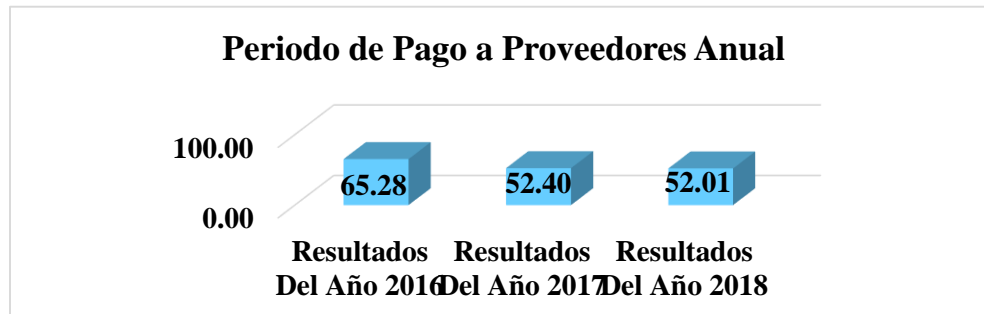 Periodo de Pago a Proveedores Anual
100.00
0.00
65.28
52.40
52.01
Resultados
Del Año 2016
Resultados
Del Año 2017
Resultados
Del Año 2018